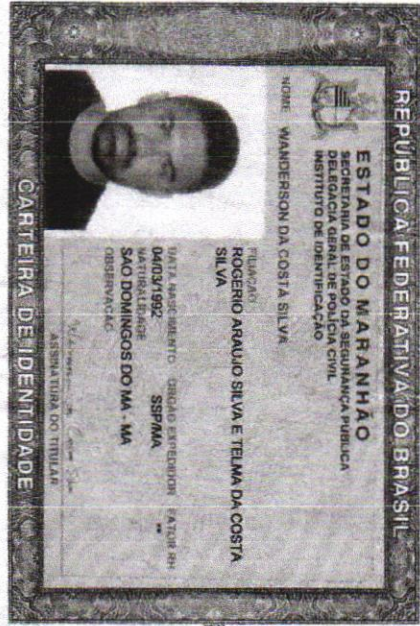 REPÚBLICA FEDERATIVA DO BRASIL
ESTADO DO MARANHÃO
SECRETARIA DE ESTADO DA SEGURANÇA PÚBLICA
DELEGACIA GERAL DE POLÍCIA CIVIL
INSTITUTO DE IDENTIFICAÇÃO
NOME WANDERSON DA COSTA SILVA
FILIAÇÃO
ROGERIO ARAUJO SILVA E TELMA DA COSTA
SILVA
DATA NASCIMENTO ORGÃO EXPEDIDOR FATOR RH
04/03/1992 SSP/MA **
NATURALIDADE
SAO DOMINGOS DO MA - MA
OBSERVAÇÃO
ASSINATURA DO TITULAR
CARTEIRA DE IDENTIDADE